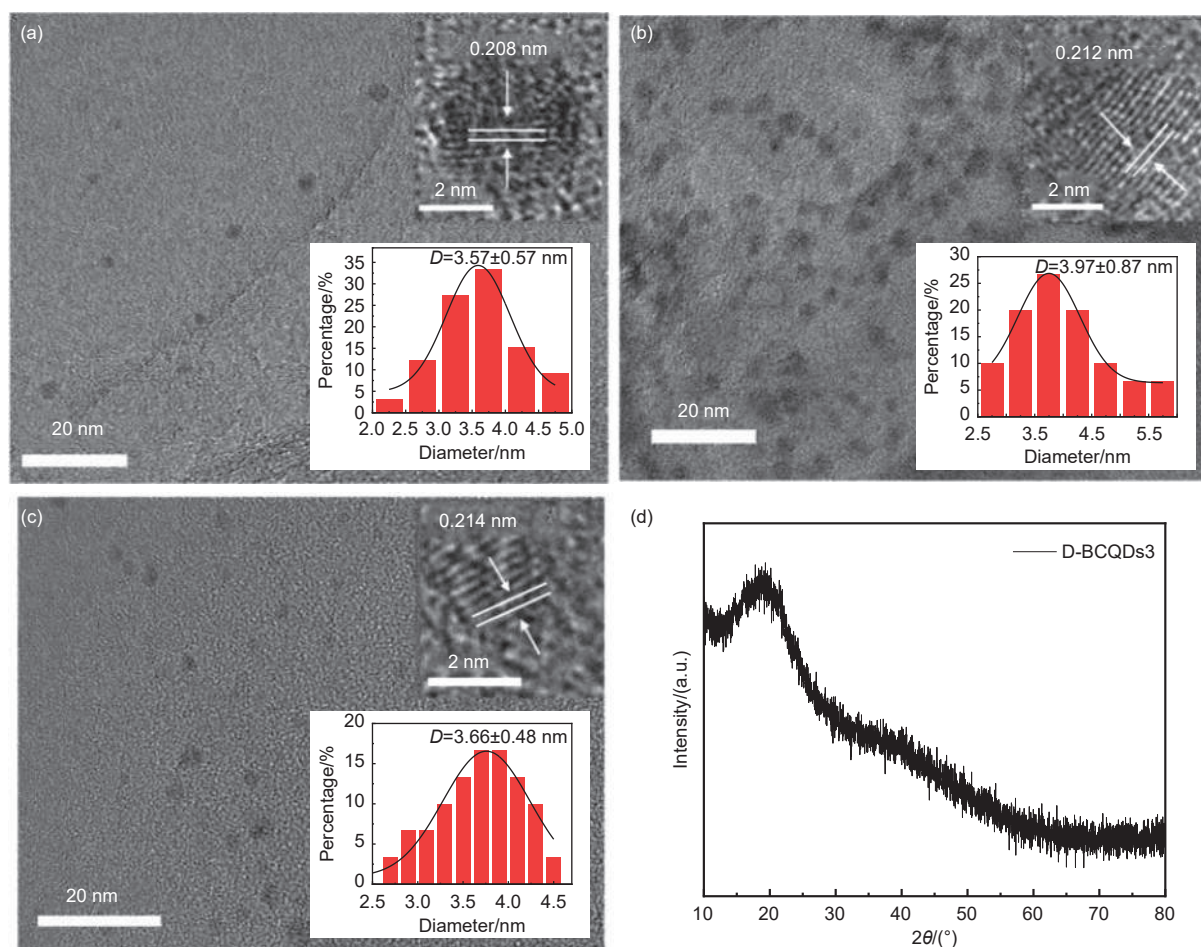 (a)
0.208 nm
2 nm
D=3.57±0.57 nm
Percentage/%
35
30
25
20
15
10
5
0
2.0 2.5 3.0 3.5 4.0 4.5 5.0
Diameter/nm
20 nm
(b)
0.212 nm
2 nm
D=3.97±0.87 nm
Percentage/%
30
25
20
15
10
5
0
2.5 3.5 4.5 5.5
Diameter/nm
20 nm
(c)
0.214 nm
2 nm
D=3.66±0.48 nm
Percentage/%
20
15
10
5
0
2.5 3.0 3.5 4.0 4.5
Diameter/nm
20 nm
(d)
D-BCQDs3
Intensity/(a.u.)
10 20 30 40 50 60 70 80
2θ/(°)